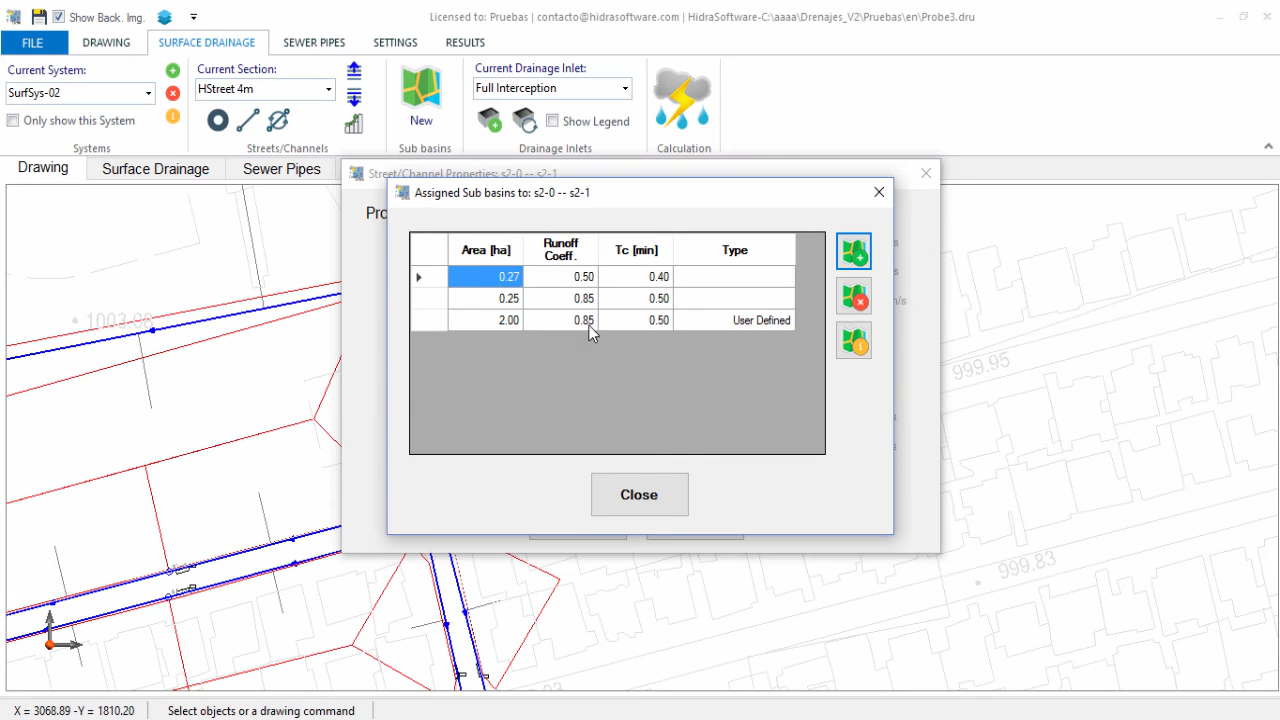 Show Back. Img.
Licensed to: Pruebas | contacto@hidrasoftware.com | HidraSoftware-C:\aaaa\Drenajes_V2\Pruebas\en\Probe3.dru
FILE DRAWING SURFACE DRAINAGE SEWER PIPES SETTINGS RESULTS
Current System:
SurfSys-02
Only show this System
Systems
Current Section:
HStreet 4m
Streets/Channels
New
Sub basins
Current Drainage Inlet:
Full Interception
Show Legend
Drainage Inlets
Calculation
Drawing Surface Drainage Sewer Pipes
Street/Channel Properties: s2-0 -- s2-1
Assigned Sub basins to: s2-0 -- s2-1
Area [ha] Runoff Coeff. Tc [min] Type
0.27 0.50 0.40
0.25 0.85 0.50
2.00 0.85 0.50 User Defined
Close
999.95
999.83
X = 3068.89 -Y = 1810.20 Select objects or a drawing command